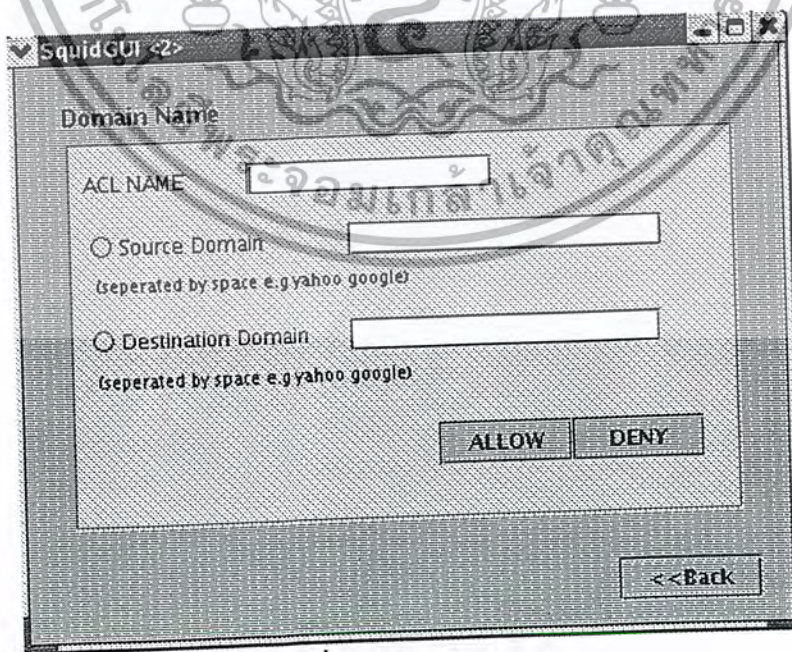 SquidGUI <2>
Domain Name
ACL NAME
Source Domain
(seperated by space e.g yahoo google)
Destination Domain
(seperated by space e.g yahoo google)
ALLOW DENY
<<Back